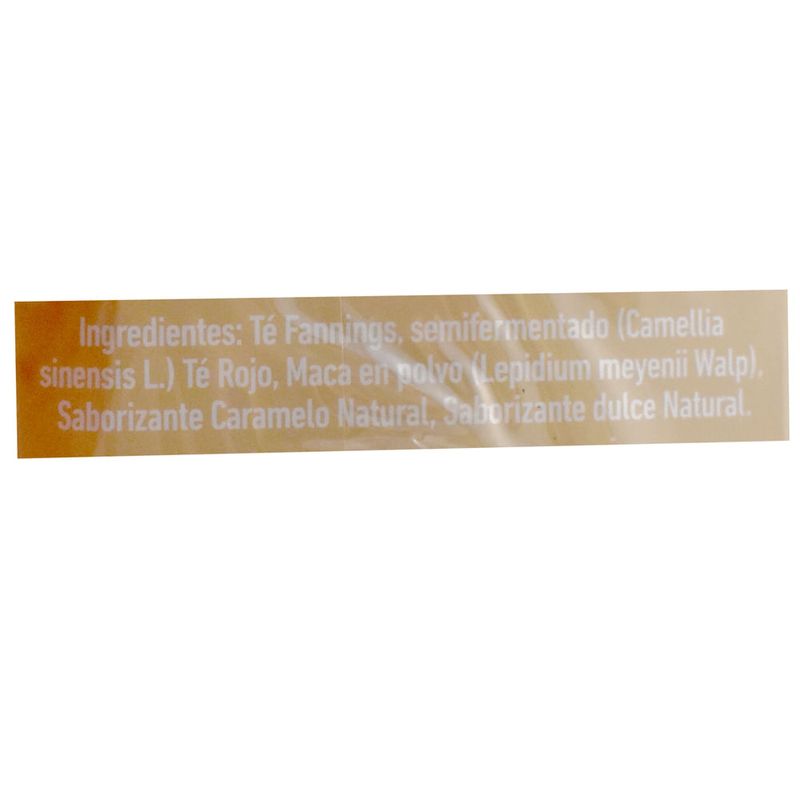 Ingredientes: Té Fannings, semifermentado (Camellia
sinensis L.) Té Rojo, Maca en polvo (Lepidium meyenii Walp),
Saborizante Caramelo Natural, Saborizante dulce Natural.